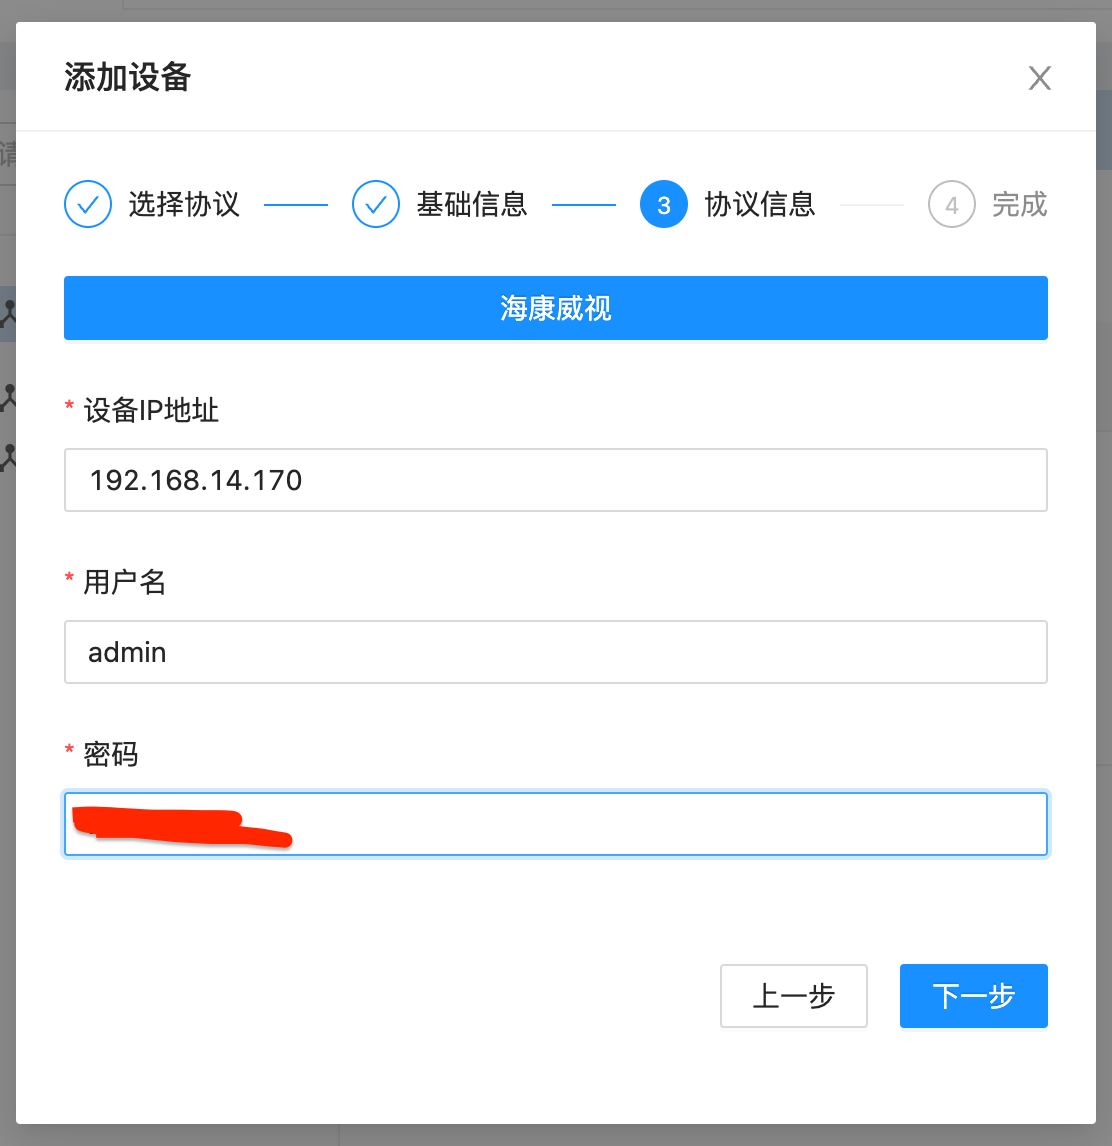 添加设备
请
选择协议
基础信息
3 协议信息
4 完成
海康威视
* 设备IP地址
192.168.14.170
* 用户名
admin
* 密码
上一步 下一步